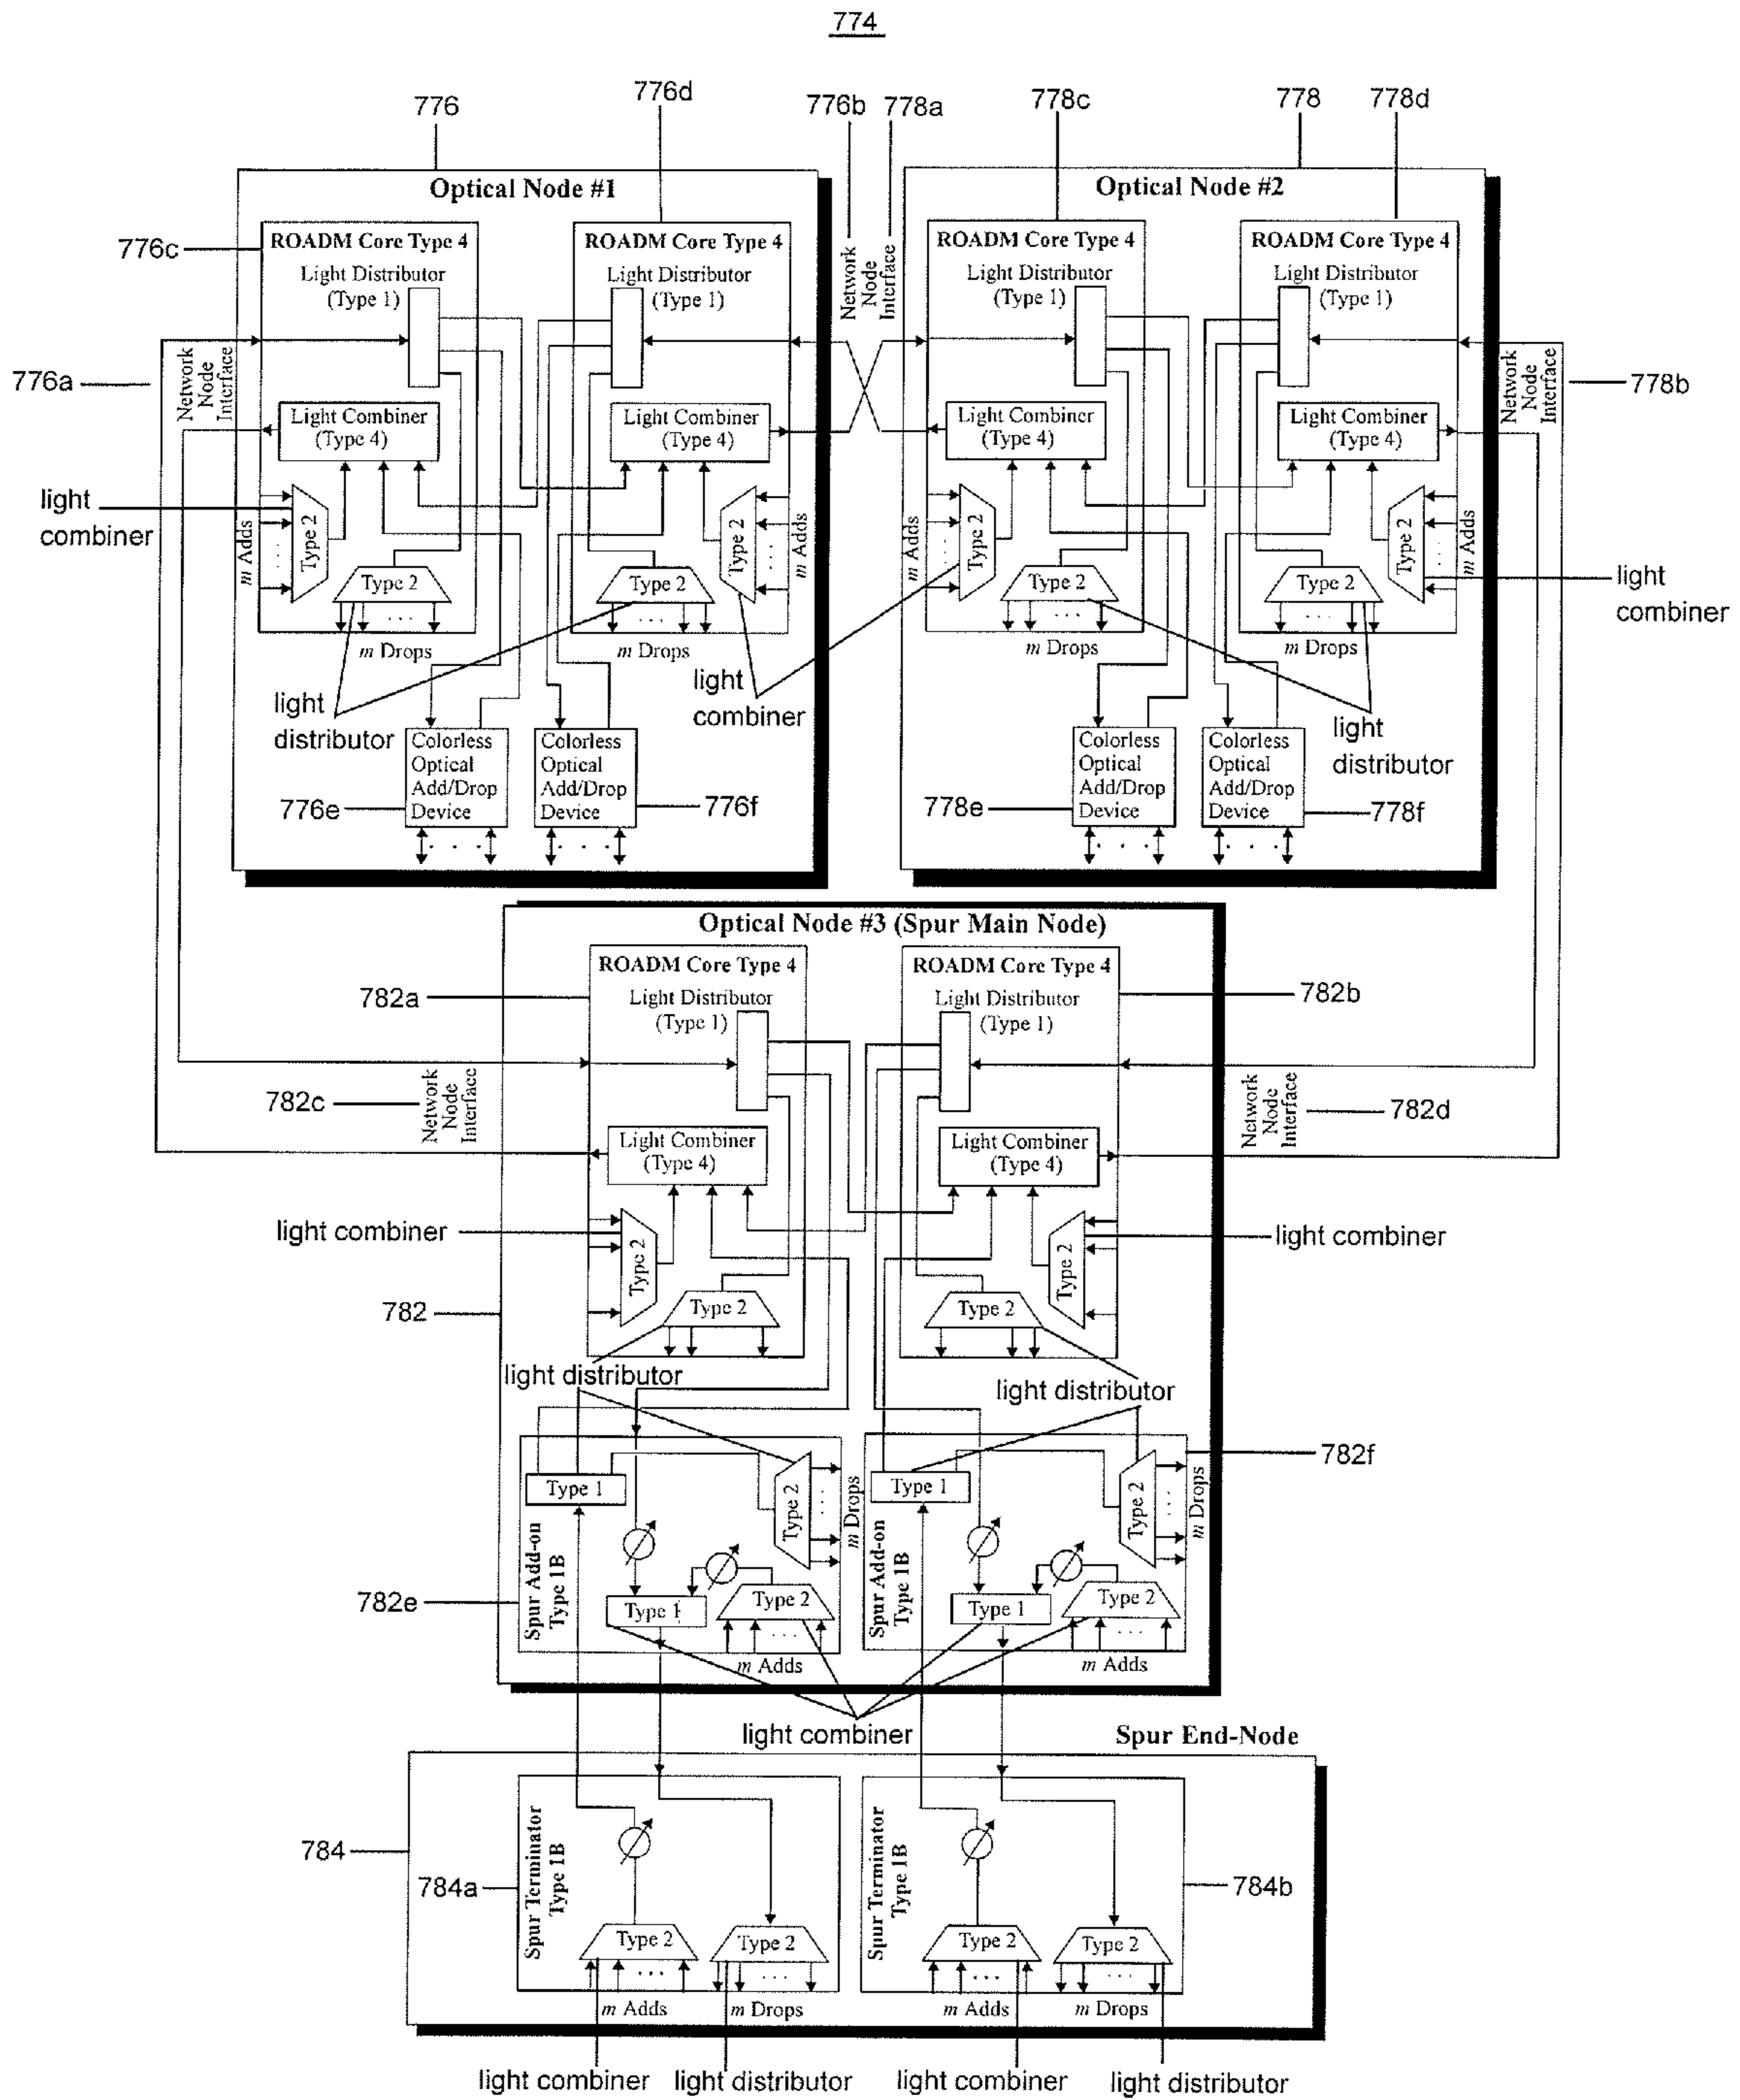 774
776
776d
776b
778a
778c
778
778d
Optical Node #1
Optical Node #2
776c
ROADM Core Type 4
Light Distributor
(Type 1)
ROADM Core Type 4
Light Distributor
(Type 1)
Network
Node
Interface
ROADM Core Type 4
Light Distributor
(Type 1)
ROADM Core Type 4
Light Distributor
(Type 1)
776a
Network
Node
Interface
Light Combiner
(Type 4)
Light Combiner
(Type 4)
Light Combiner
(Type 4)
Light Combiner
(Type 4)
Network
Node
Interface
778b
light
combiner
m Adds
Type 2
Type 2
m Drops
Type 2
Type 2
m Adds
m Drops
m Adds
Type 2
Type 2
m Drops
Type 2
Type 2
m Adds
m Drops
light
combiner
light
distributor
light
combiner
light
distributor
Colorless
Optical
Add/Drop
Device
Colorless
Optical
Add/Drop
Device
Colorless
Optical
Add/Drop
Device
Colorless
Optical
Add/Drop
Device
776e
776f
778e
778f
Optical Node #3 (Spur Main Node)
ROADM Core Type 4
Light Distributor
(Type 1)
ROADM Core Type 4
Light Distributor
(Type 1)
782a
782b
782c
Network
Node
Interface
Network
Node
Interface
782d
Light Combiner
(Type 4)
Light Combiner
(Type 4)
light combiner
Type 2
Type 2
Type 2
Type 2
light combiner
782
light distributor
light distributor
782f
Type 1
Type 2
m Drops
Type 1
Type 2
m Drops
Spur Add-on
Type 1B
Spur Add-on
Type 1B
782e
Type 1
Type 2
Type 1
Type 2
m Adds
m Adds
light combiner
Spur End-Node
784
Spur Terminator
Type 1B
Spur Terminator
Type 1B
784a
784b
Type 2
Type 2
Type 2
Type 2
m Adds
m Drops
m Adds
m Drops
light combiner
light distributor
light combiner
light distributor